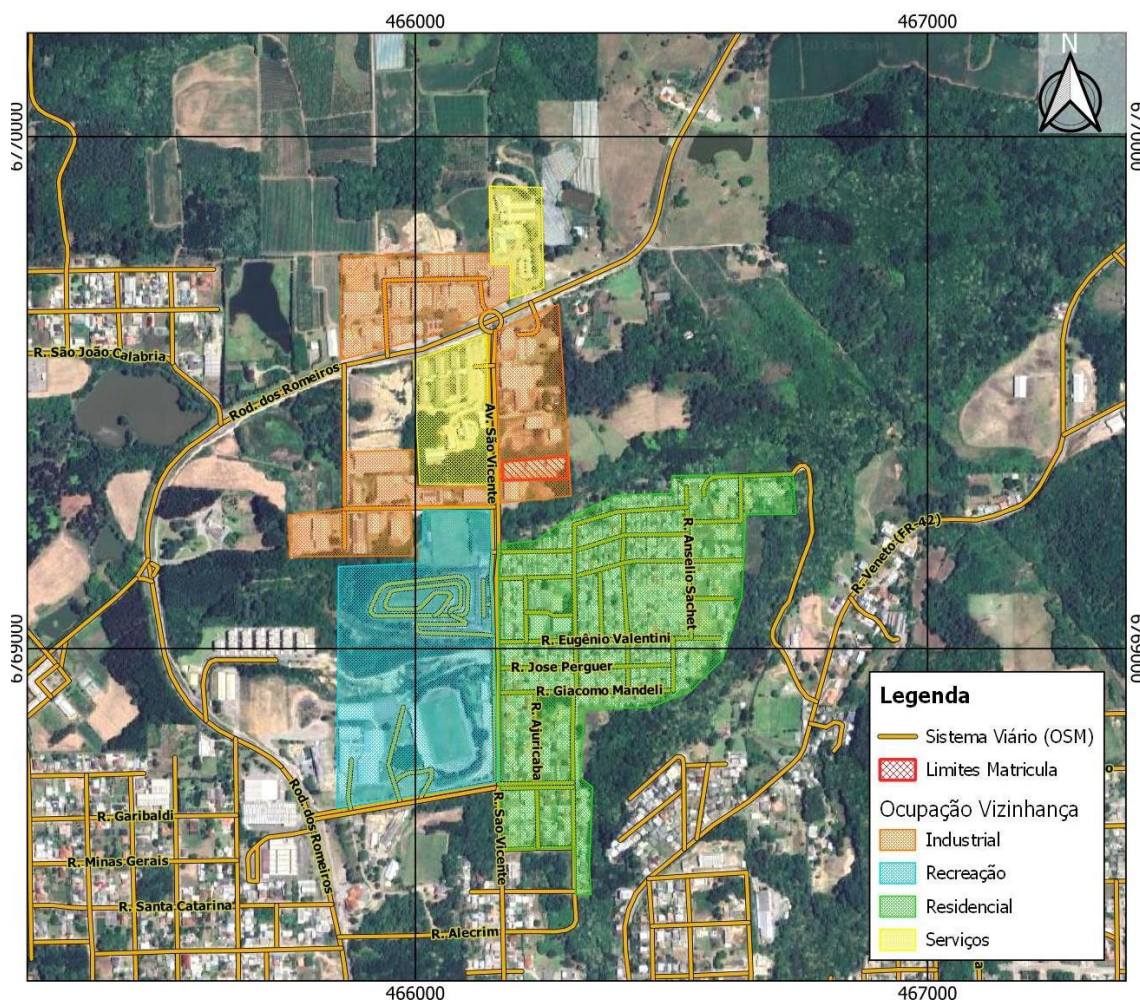 466000
467000
N
6770000
6770000
R. São João Calabria
Rod. dos Romeiros
Av. São Vicente
R. Anselio Sachet
R. Veneto (FR-42)
6769000
6769000
R. Eugênio Valentini
R. Jose Perguer
R. Giacomo Mandeli
R. Ajuricaba
Rod. dos Romeiros
R. Sao Vicente
R. Garibaldi
R. Minas Gerais
R. Santa Catarina
R. Alecrim
Legenda
Sistema Viário (OSM)
Limites Matricula
Ocupação Vizinhança
Industrial
Recreação
Residencial
Serviços
466000
467000